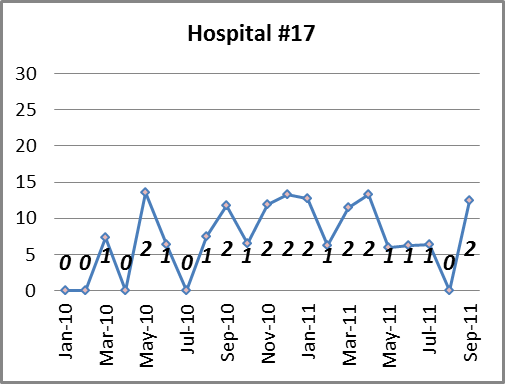 Hospital #17
30
25
20
15
10
5
0
0 0 1 0 2 1 0 1 2 1 2 2 2 1 2 2 1 1 1 0 2
Jan-10
Mar-10
May-10
Jul-10
Sep-10
Nov-10
Jan-11
Mar-11
May-11
Jul-11
Sep-11